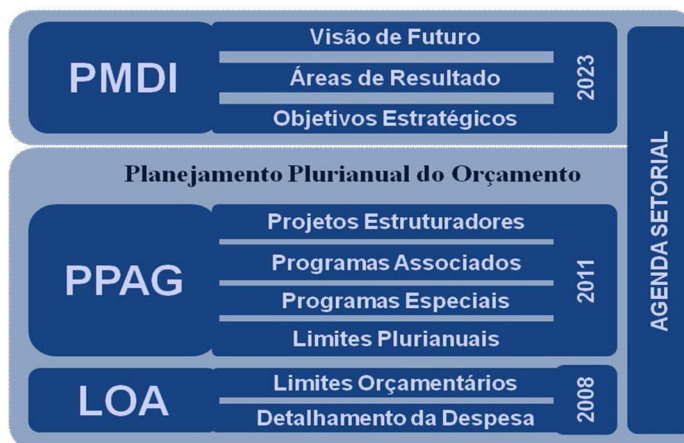 PMDI
Visão de Futuro
Áreas de Resultado
Objetivos Estratégicos
2023
Planejamento Plurianual do Orçamento
PPAG
Projetos Estruturadores
Programas Associados
Programas Especiais
Limites Plurianuais
2011
LOA
Limites Orçamentários
Detalhamento da Despesa
2008
AGENDA SETORIAL